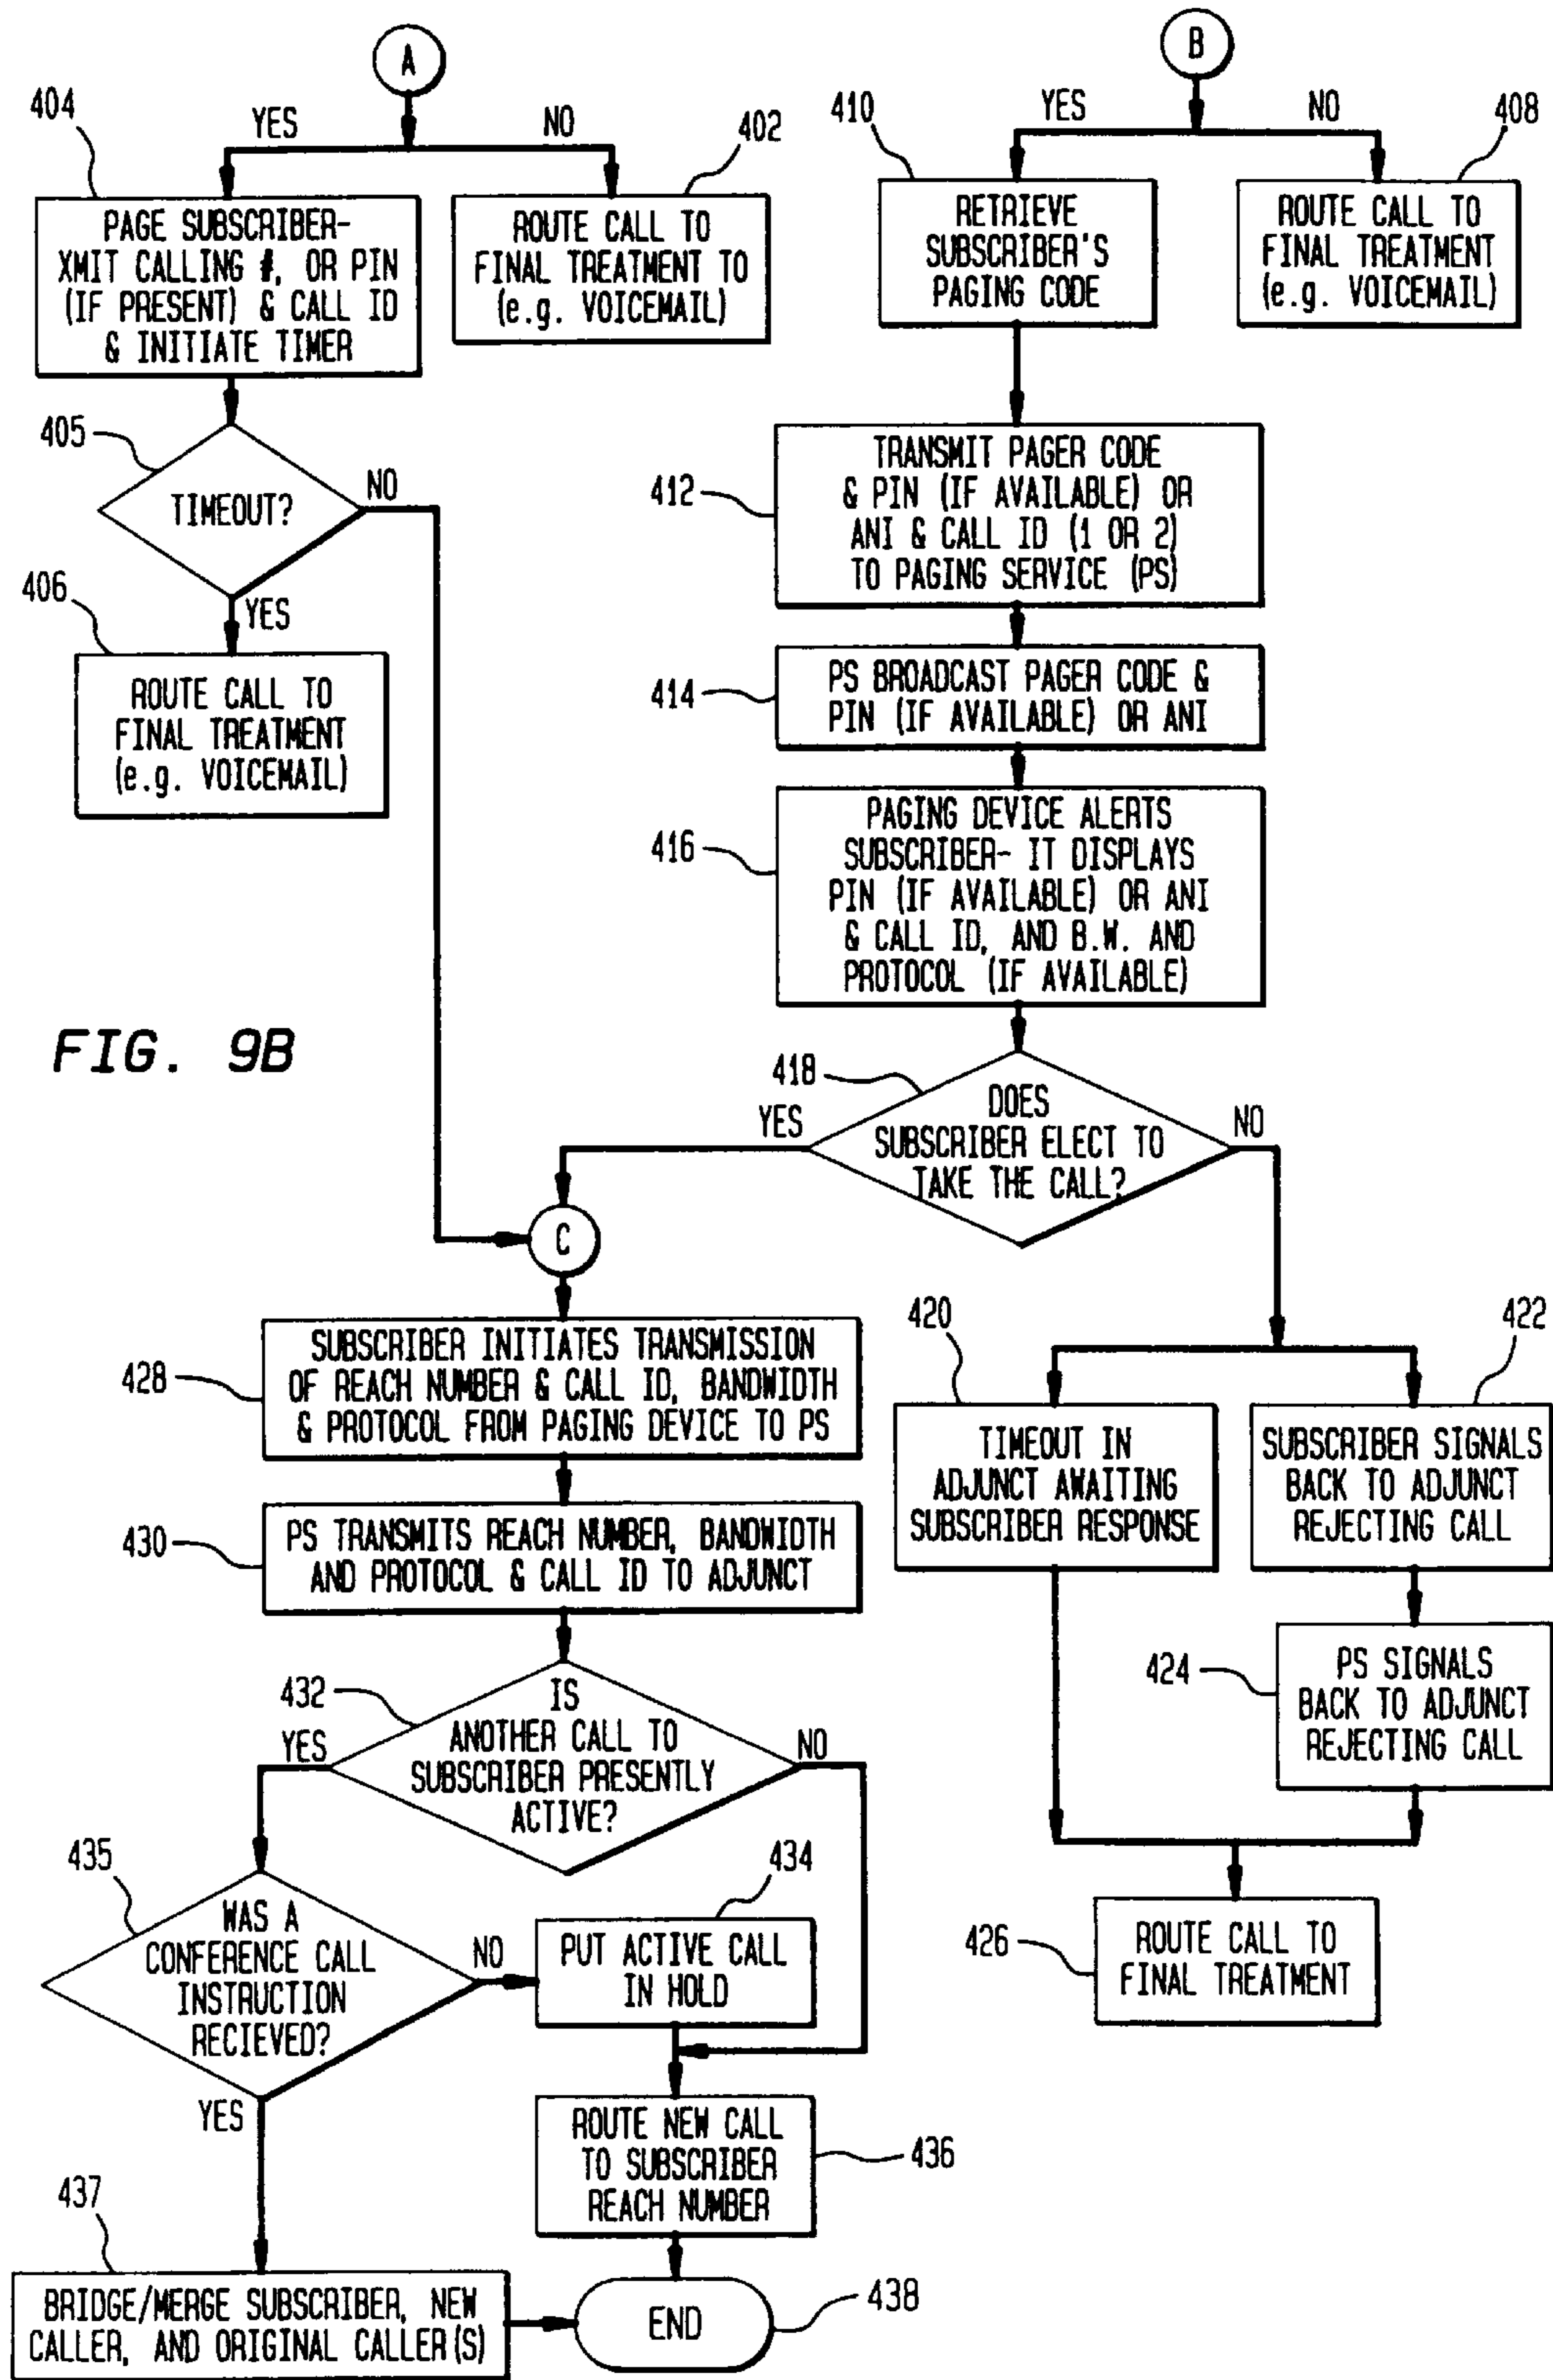 A
B
404
YES
NO
402
410
YES
NO
408
PAGE SUBSCRIBER-
XMIT CALLING #, OR PIN
(IF PRESENT) & CALL ID
& INITIATE TIMER
ROUTE CALL TO
FINAL TREATMENT TO
(e.g. VOICEMAIL)
RETRIEVE
SUBSCRIBER'S
PAGING CODE
ROUTE CALL TO
FINAL TREATMENT
(e.g. VOICEMAIL)
405
TIMEOUT?
NO
YES
406
ROUTE CALL TO
FINAL TREATMENT
(e.g. VOICEMAIL)
412
TRANSMIT PAGER CODE
& PIN (IF AVAILABLE) OR
ANI & CALL ID (1 OR 2)
TO PAGING SERVICE (PS)
414
PS BROADCAST PAGER CODE &
PIN (IF AVAILABLE) OR ANI
416
PAGING DEVICE ALERTS
SUBSCRIBER- IT DISPLAYS
PIN (IF AVAILABLE) OR ANI
& CALL ID, AND B.W. AND
PROTOCOL (IF AVAILABLE)
FIG. 9B
418
YES
DOES
SUBSCRIBER ELECT TO
TAKE THE CALL?
NO
C
428
SUBSCRIBER INITIATES TRANSMISSION
OF REACH NUMBER & CALL ID, BANDWIDTH
& PROTOCOL FROM PAGING DEVICE TO PS
420
422
TIMEOUT IN
ADJUNCT AWAITING
SUBSCRIBER RESPONSE
SUBSCRIBER SIGNALS
BACK TO ADJUNCT
REJECTING CALL
430
PS TRANSMITS REACH NUMBER, BANDWIDTH
AND PROTOCOL & CALL ID TO ADJUNCT
424
PS SIGNALS
BACK TO ADJUNCT
REJECTING CALL
432
YES
IS
ANOTHER CALL TO
SUBSCRIBER PRESENTLY
ACTIVE?
NO
435
WAS A
CONFERENCE CALL
INSTRUCTION
RECIEVED?
NO
YES
434
PUT ACTIVE CALL
IN HOLD
426
ROUTE CALL TO
FINAL TREATMENT
ROUTE NEW CALL
TO SUBSCRIBER
REACH NUMBER
436
437
BRIDGE/MERGE SUBSCRIBER, NEW
CALLER, AND ORIGINAL CALLER(S)
END
438